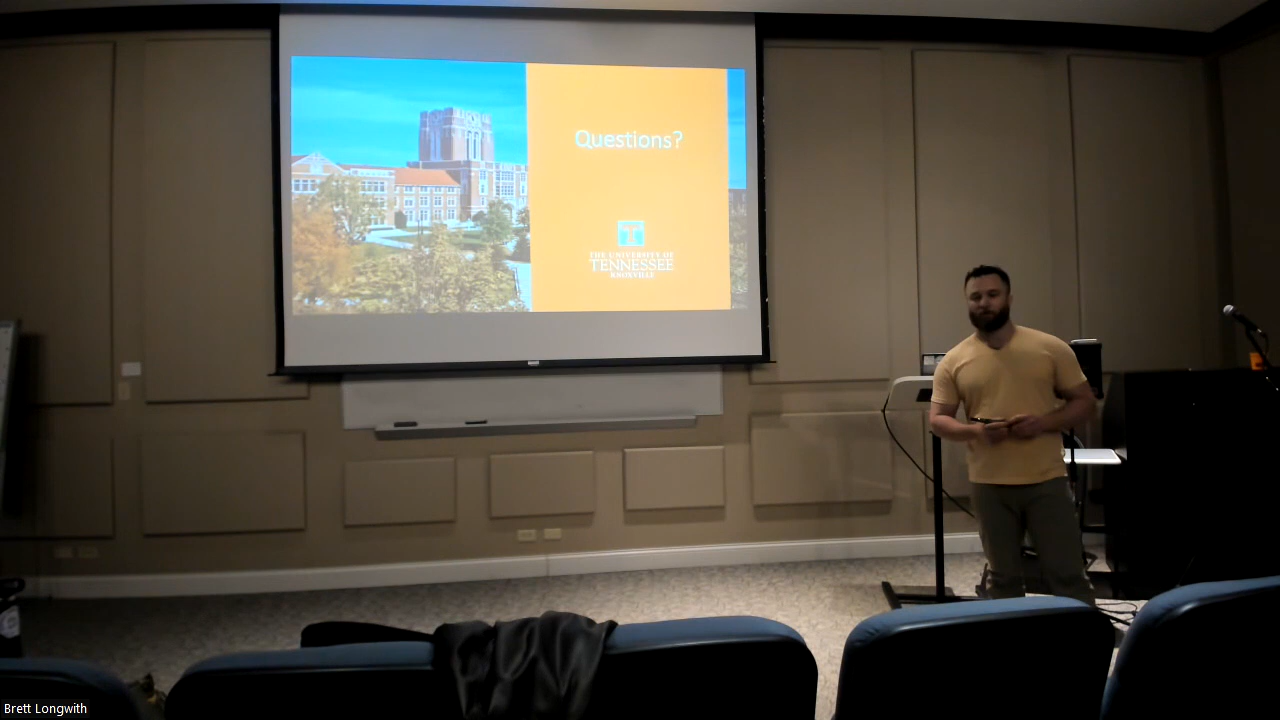 Questions?
T
THE UNIVERSITY OF
TENNESSEE
KNOXVILLE
Brett Longwith